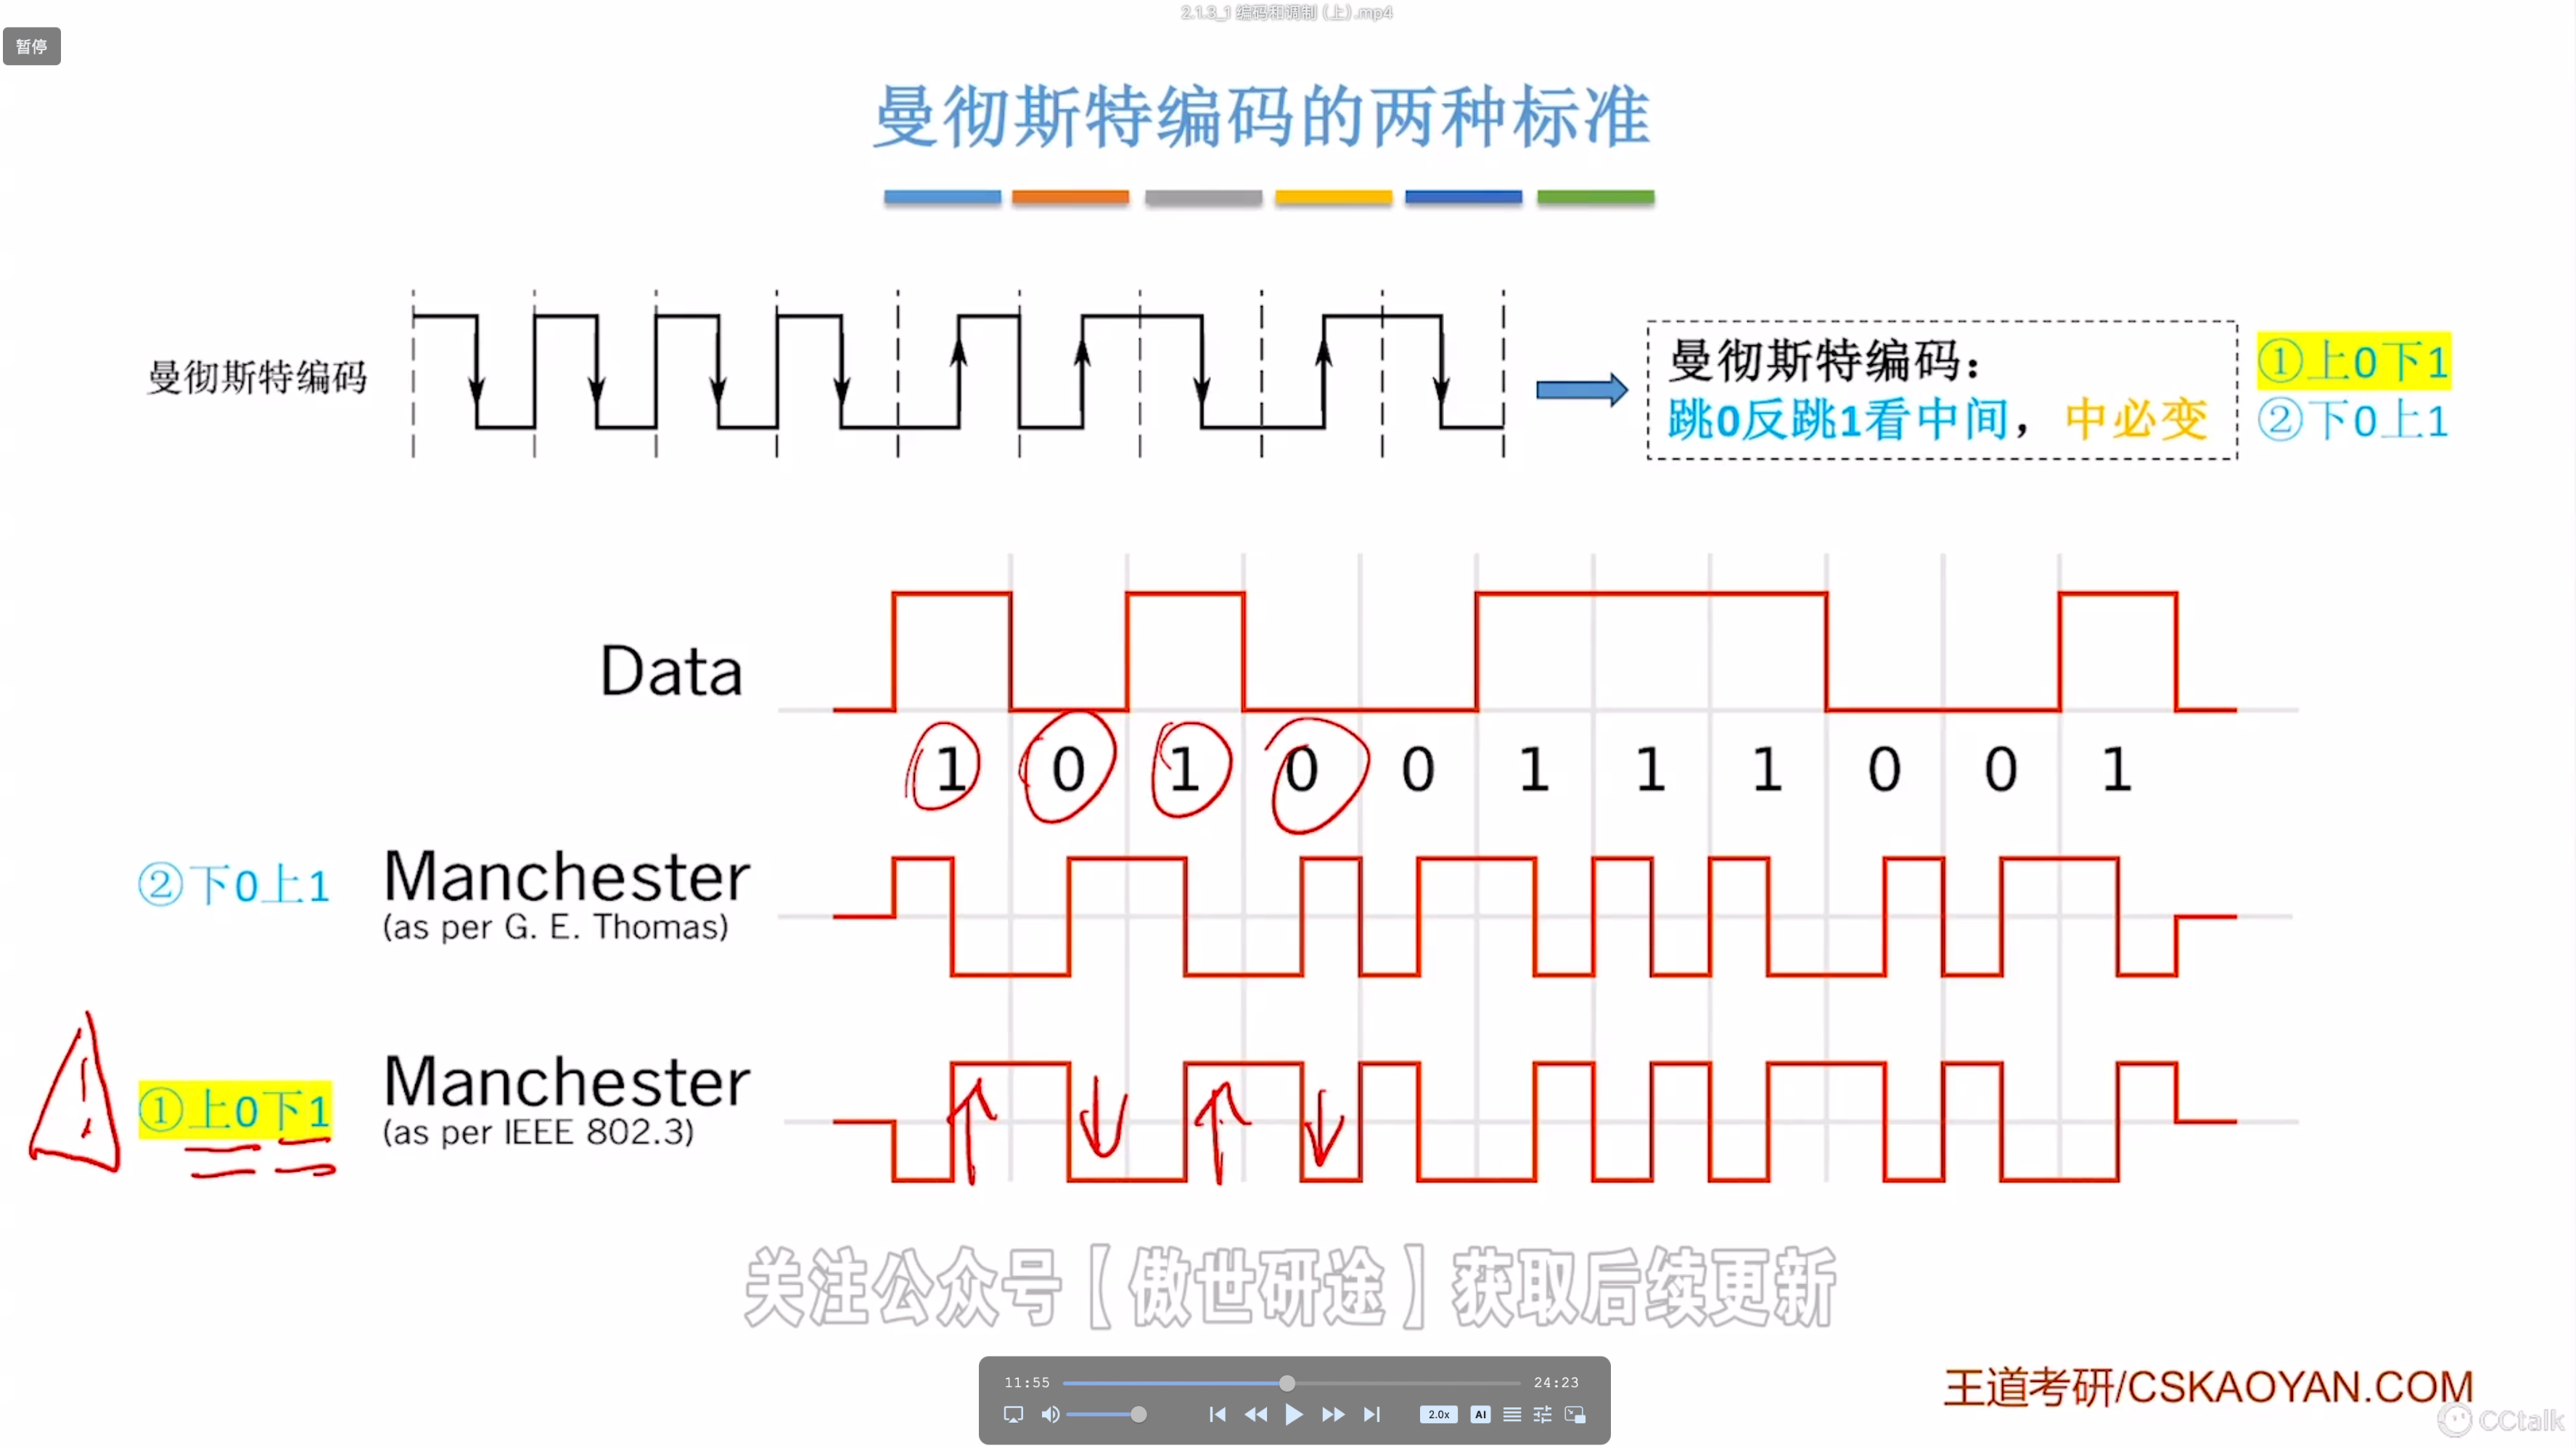 2.1.3_1 编码和调制 (上).mp4
暂停
曼彻斯特编码的两种标准
曼彻斯特编码
曼彻斯特编码：
跳0反跳1看中间，中必变
①上0下1
②下0上1
Data
1 0 1 0 0 1 1 1 0 0 1
②下0上1
Manchester
(as per G. E. Thomas)
①上0下1
Manchester
(as per IEEE 802.3)
关注公众号【傲世研途】获取后续更新
11:55
24:23
2.0x
AI
王道考研/CSKAOYAN.COM
CCtalk